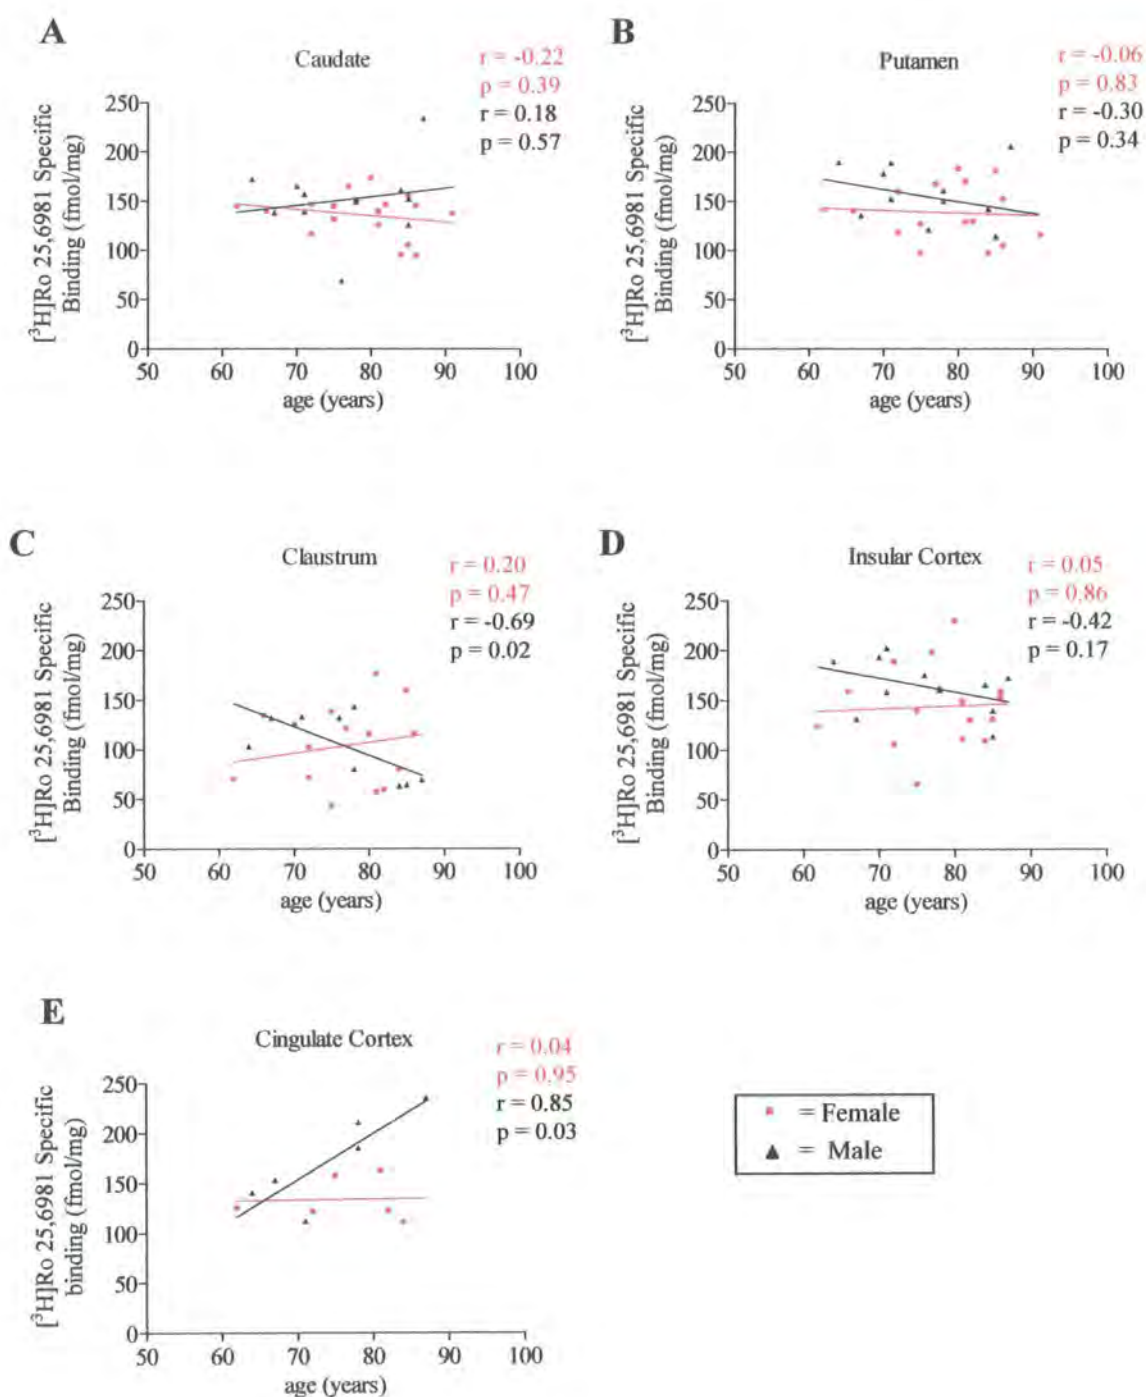 A
Caudate
r = -0.22
p = 0.39
r = 0.18
p = 0.57
[³H]Ro 25,6981 Specific
Binding (fmol/mg)
250
200
150
100
50
0
50 60 70 80 90 100
age (years)
B
Putamen
r = -0.06
p = 0.83
r = -0.30
p = 0.34
[³H]Ro 25,6981 Specific
Binding (fmol/mg)
250
200
150
100
50
0
50 60 70 80 90 100
age (years)
C
Claustrum
r = 0.20
p = 0.47
r = -0.69
p = 0.02
[³H]Ro 25,6981 Specific
Binding (fmol/mg)
250
200
150
100
50
0
50 60 70 80 90 100
age (years)
D
Insular Cortex
r = 0.05
p = 0.86
r = -0.42
p = 0.17
[³H]Ro 25,6981 Specific
Binding (fmol/mg)
250
200
150
100
50
0
50 60 70 80 90 100
age (years)
E
Cingulate Cortex
r = 0.04
p = 0.95
r = 0.85
p = 0.03
[³H]Ro 25,6981 Specific
binding (fmol/mg)
250
200
150
100
50
0
50 60 70 80 90 100
age (years)
= Female
= Male